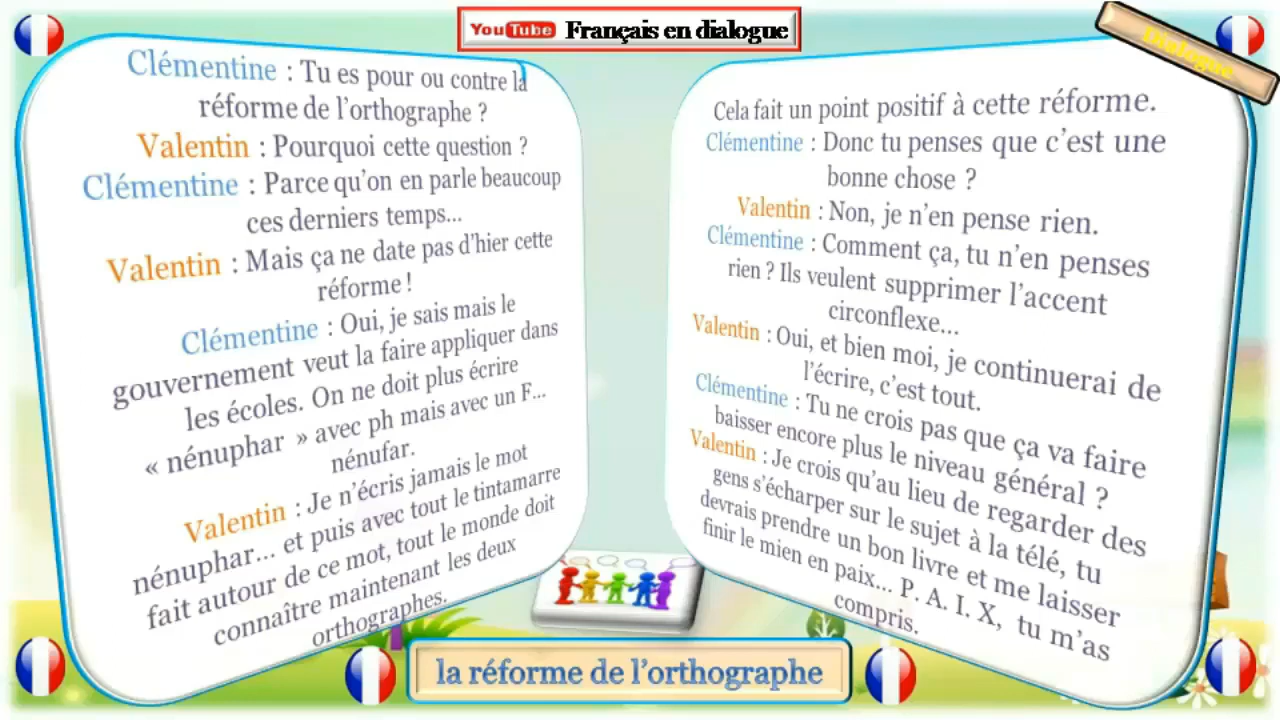 YouTube Français en dialogue
Dialogue
Clémentine : Tu es pour ou contre la
réforme de l'orthographe ?
Valentin : Pourquoi cette question ?
Clémentine : Parce qu'on en parle beaucoup
ces derniers temps...
Valentin : Mais ça ne date pas d'hier cette
réforme !
Clémentine : Oui, je sais mais le
gouvernement veut la faire appliquer dans
les écoles. On ne doit plus écrire
« nénuphar » avec ph mais avec un F...
nénufar.
Valentin : Je n'écris jamais le mot
nénuphar... et puis avec tout le tintamarre
fait autour de ce mot, tout le monde doit
connaître maintenant les deux
orthographes.
Cela fait un point positif à cette réforme.
Clémentine : Donc tu penses que c'est une
bonne chose ?
Valentin : Non, je n'en pense rien.
Clémentine : Comment ça, tu n'en penses
rien ? Ils veulent supprimer l'accent
circonflexe...
Valentin : Oui, et bien moi, je continuerai de
l'écrire, c'est tout.
Clémentine : Tu ne crois pas que ça va faire
baisser encore plus le niveau général ?
Valentin : Je crois qu'au lieu de regarder des
gens s'écharper sur le sujet à la télé, tu
devrais prendre un bon livre et me laisser
finir le mien en paix... P. A. I. X, tu m'as
compris.
la réforme de l'orthographe